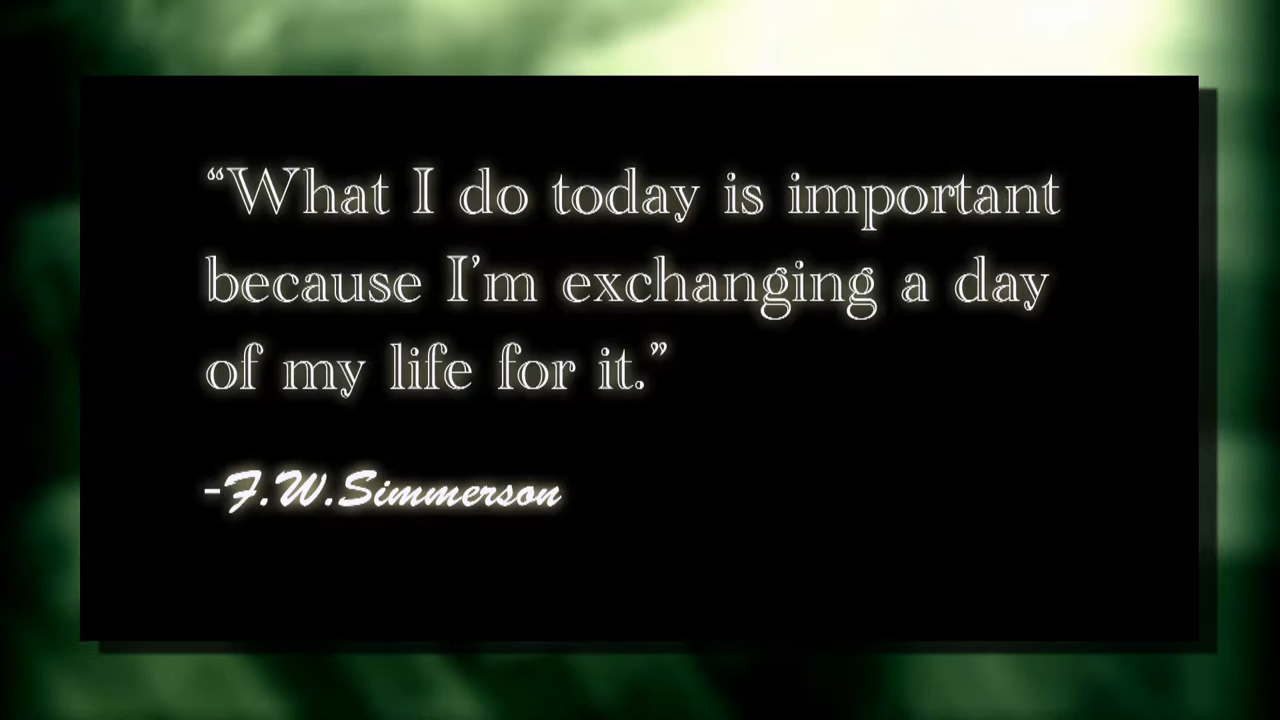 “What I do today is important
because I’m exchanging a day
of my life for it.”
-F.W.Simmerson